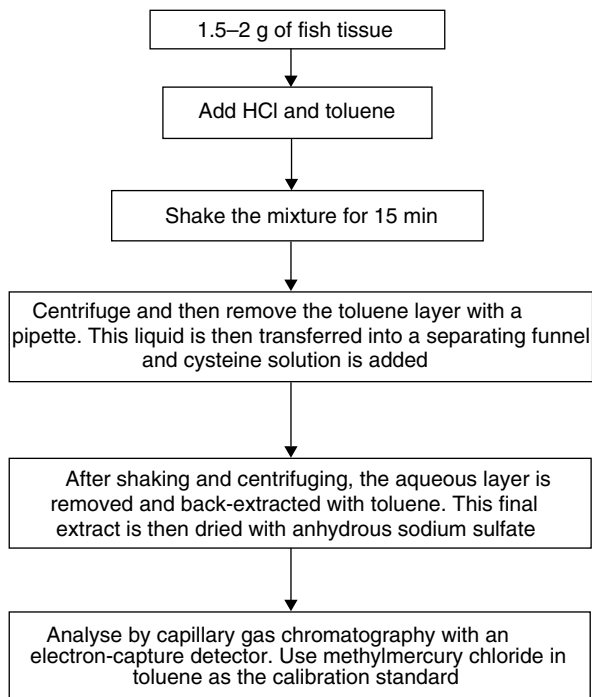 1.5–2 g of fish tissue
Add HCl and toluene
Shake the mixture for 15 min
Centrifuge and then remove the toluene layer with a
pipette. This liquid is then transferred into a separating funnel
and cysteine solution is added
After shaking and centrifuging, the aqueous layer is
removed and back-extracted with toluene. This final
extract is then dried with anhydrous sodium sulfate
Analyse by capillary gas chromatography with an
electron-capture detector. Use methylmercury chloride in
toluene as the calibration standard